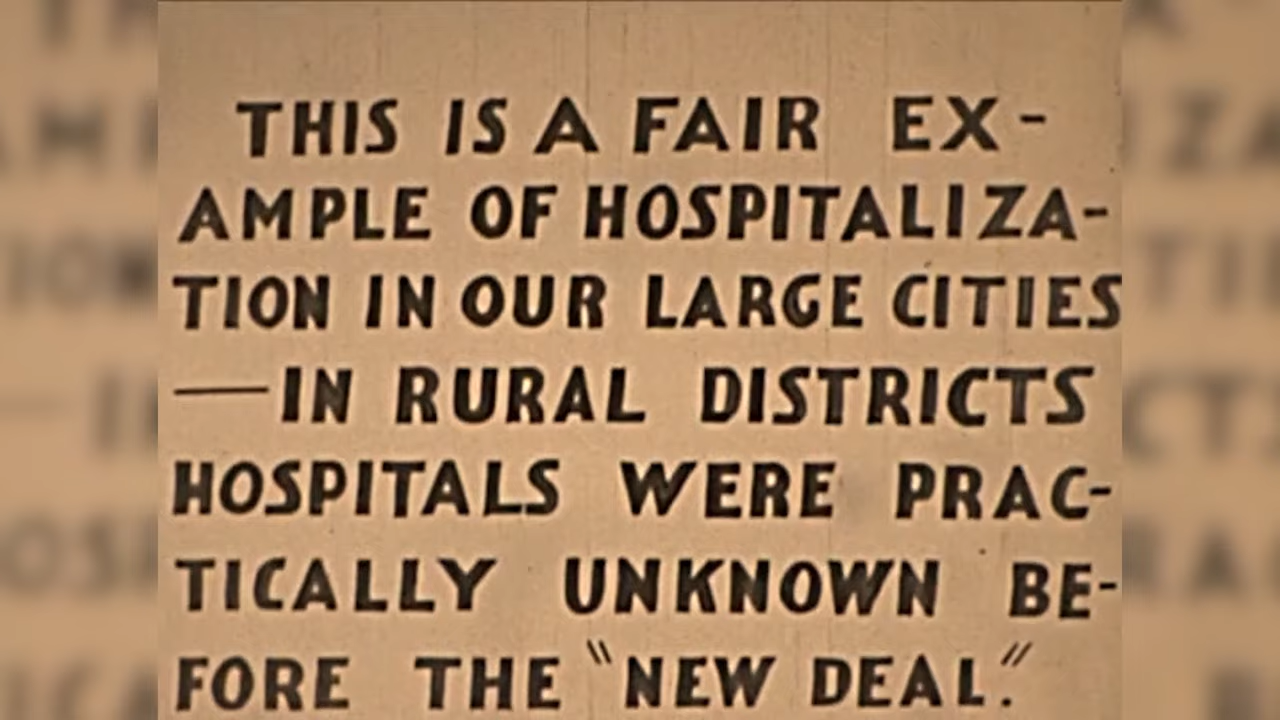 THIS IS A FAIR EX-
AMPLE OF HOSPITALIZA-
TION IN OUR LARGE CITIES
—IN RURAL DISTRICTS
HOSPITALS WERE PRAC-
TICALLY UNKNOWN BE-
FORE THE "NEW DEAL."